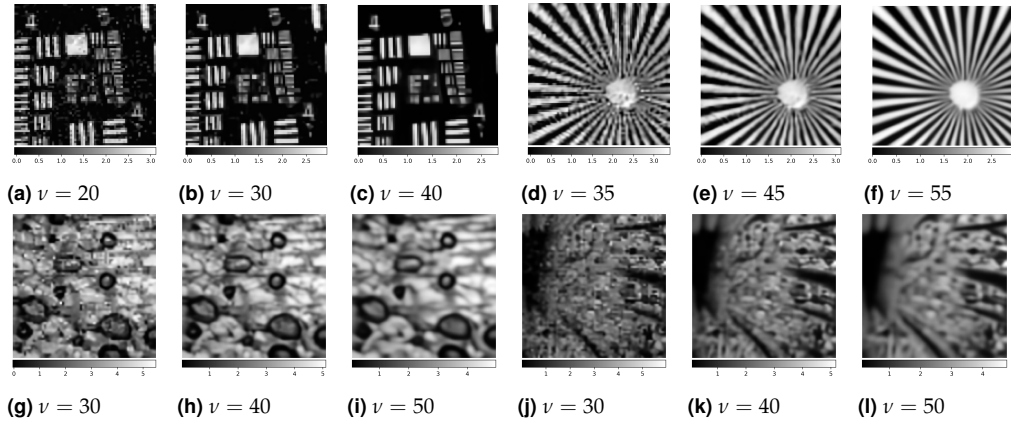 0.0 0.5 1.0 1.5 2.0 2.5 3.0 0.0 0.5 1.0 1.5 2.0 2.5 0.0 0.5 1.0 1.5 2.0 2.5 0.0 0.5 1.0 1.5 2.0 2.5 3.0 0.0 0.5 1.0 1.5 2.0 2.5 3.0 0.0 0.5 1.0 1.5 2.0 2.5
(a) ν = 20 (b) ν = 30 (c) ν = 40 (d) ν = 35 (e) ν = 45 (f) ν = 55
0 1 2 3 4 5 1 2 3 4 5 1 2 3 4 1 2 3 4 5 1 2 3 4 1 2 3 4
(g) ν = 30 (h) ν = 40 (i) ν = 50 (j) ν = 30 (k) ν = 40 (l) ν = 50